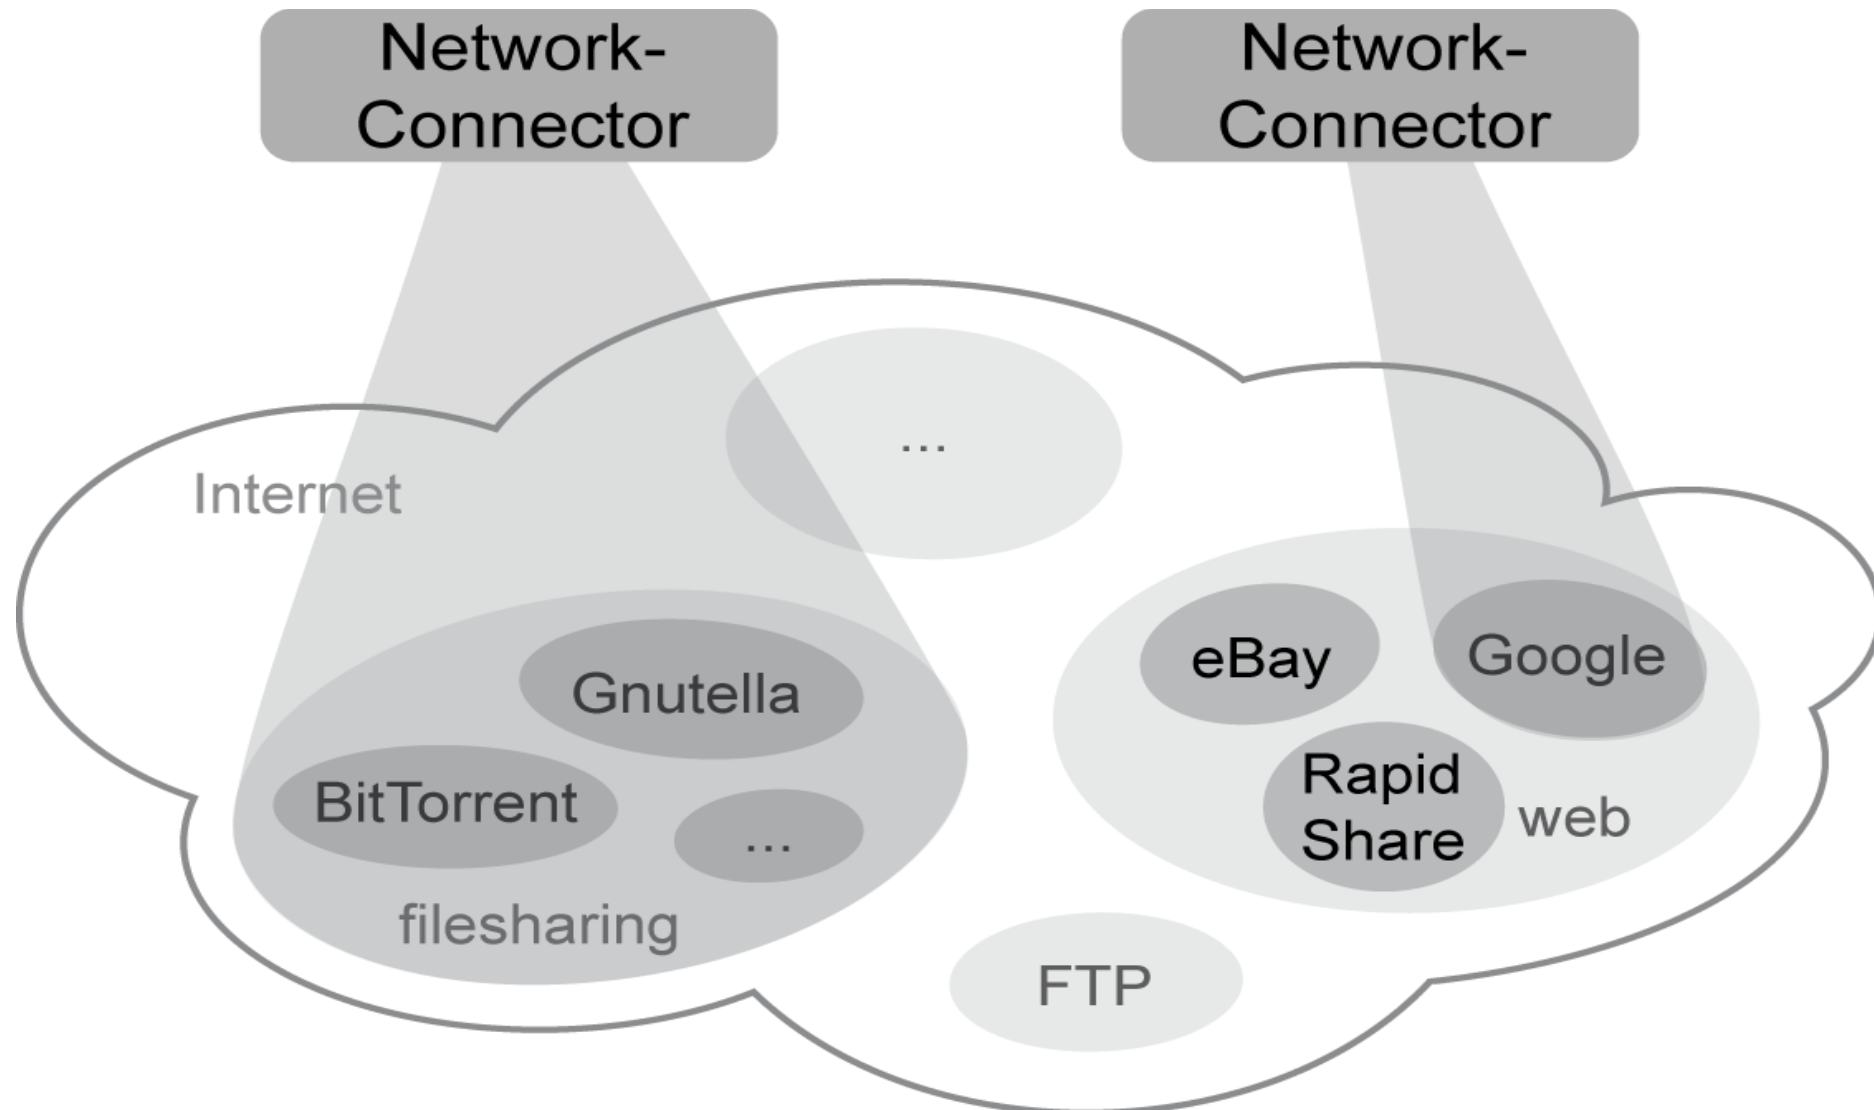 Network-
Connector
Network-
Connector
...
Internet
eBay
Google
Gnutella
Rapid
Share
web
BitTorrent
...
filesharing
FTP